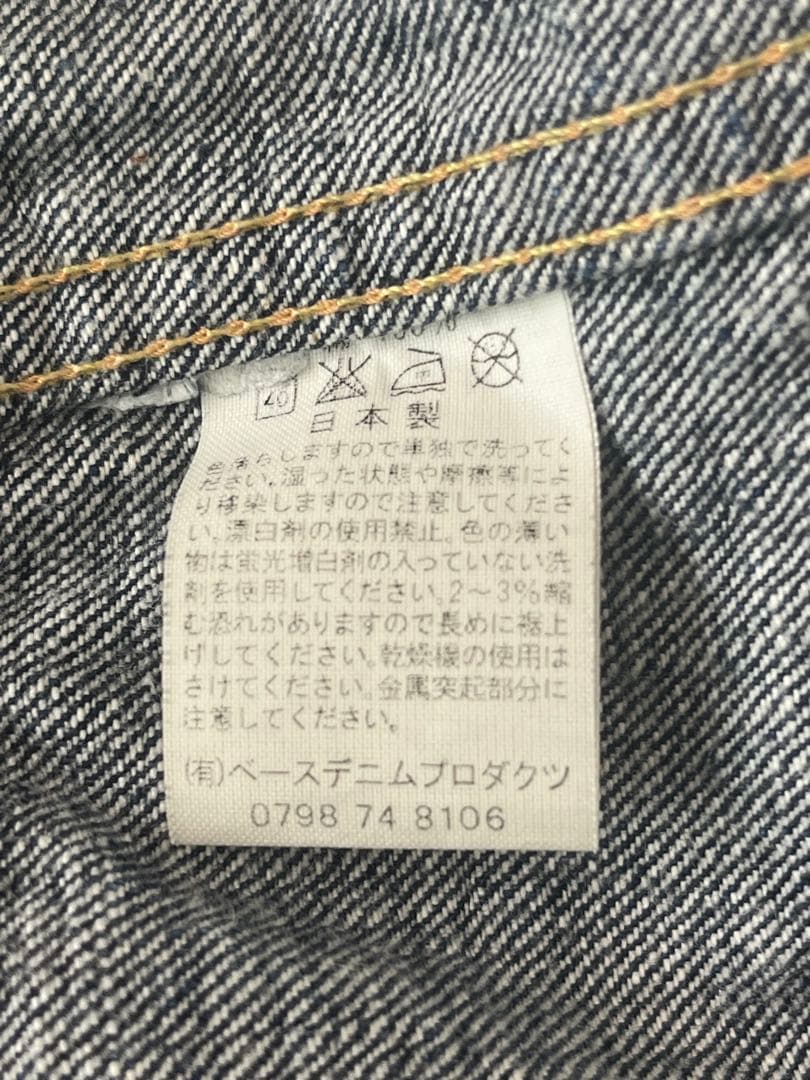 40
日本製
色落ちしますので単独で洗ってく
ださい。湿った状態や摩擦等によ
り移染しますので注意してくださ
い。漂白剤の使用禁止。色の薄い
物は蛍光増白剤の入っていない洗
剤を使用してください。2～3%縮
む恐れがありますので長めに裾上
げしてください。乾燥機の使用は
さけてください。金属突起部分に
注意してください。
(有)ベースデニムプロダクツ
0798 74 8106